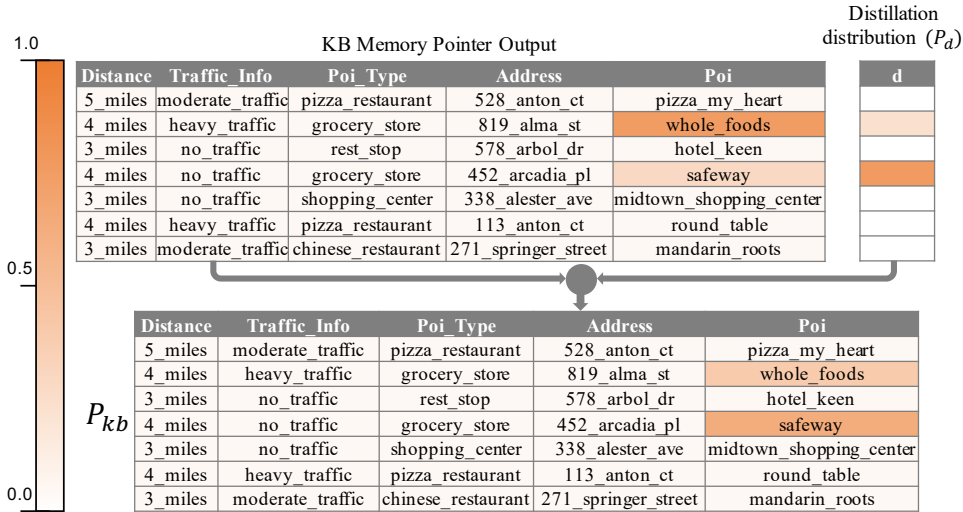 Distillation
distribution (P_d)
1.0
KB Memory Pointer Output
Distance Traffic_Info Poi_Type Address Poi d
5_miles moderate_traffic pizza_restaurant 528_anton_ct pizza_my_heart
4_miles heavy_traffic grocery_store 819_alma_st whole_foods
3_miles no_traffic rest_stop 578_arbol_dr hotel_keen
4_miles no_traffic grocery_store 452_arcadia_pl safeway
3_miles no_traffic shopping_center 338_alester_ave midtown_shopping_center
4_miles heavy_traffic pizza_restaurant 113_anton_ct round_table
3_miles moderate_traffic chinese_restaurant 271_springer_street mandarin_roots
0.5
Distance Traffic_Info Poi_Type Address Poi
5_miles moderate_traffic pizza_restaurant 528_anton_ct pizza_my_heart
4_miles heavy_traffic grocery_store 819_alma_st whole_foods
3_miles no_traffic rest_stop 578_arbol_dr hotel_keen
P_kb
4_miles no_traffic grocery_store 452_arcadia_pl safeway
3_miles no_traffic shopping_center 338_alester_ave midtown_shopping_center
4_miles heavy_traffic pizza_restaurant 113_anton_ct round_table
0.0
3_miles moderate_traffic chinese_restaurant 271_springer_street mandarin_roots